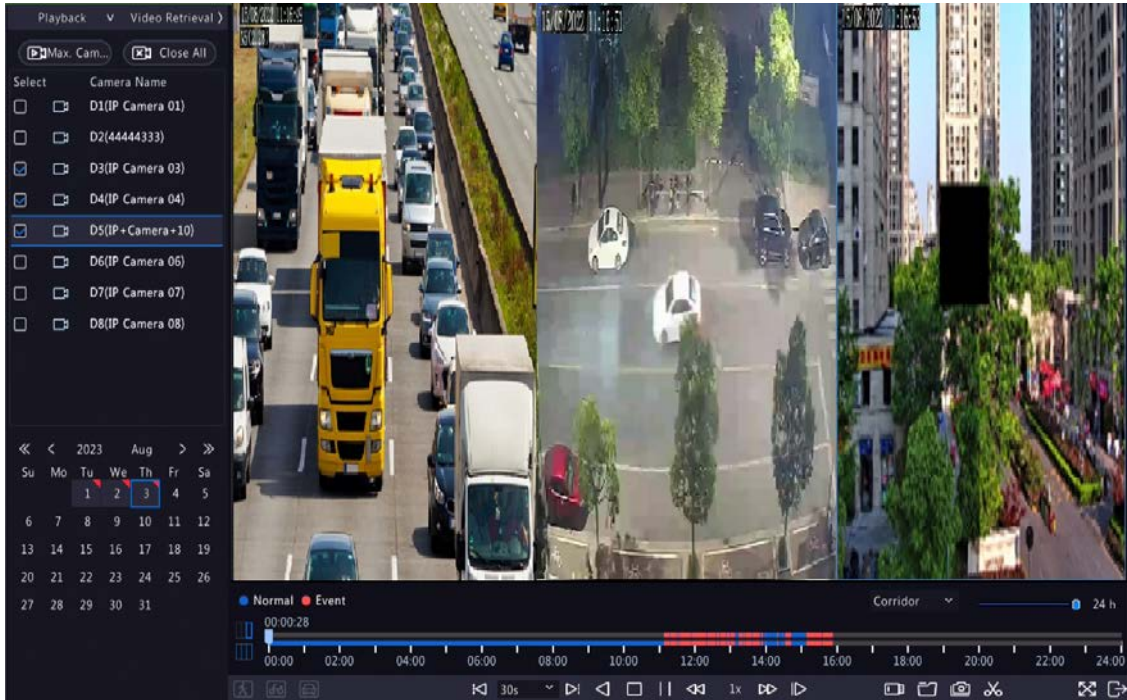 Playback Video Retrieval
Max. Cam... Close All
Select Camera Name
D1(IP Camera 01)
D2(44444333)
D3(IP Camera 03)
D4(IP Camera 04)
D5(IP+Camera+10)
D6(IP Camera 06)
D7(IP Camera 07)
D8(IP Camera 08)
2023 Aug
Su Mo Tu We Th Fr Sa
1 2 3 4 5
6 7 8 9 10 11 12
13 14 15 16 17 18 19
20 21 22 23 24 25 26
27 28 29 30 31
Normal Event
Corridor 24 h
00:00:28
00:00 02:00 04:00 06:00 08:00 10:00 12:00 14:00 16:00 18:00 20:00 22:00 24:00
30s 1x